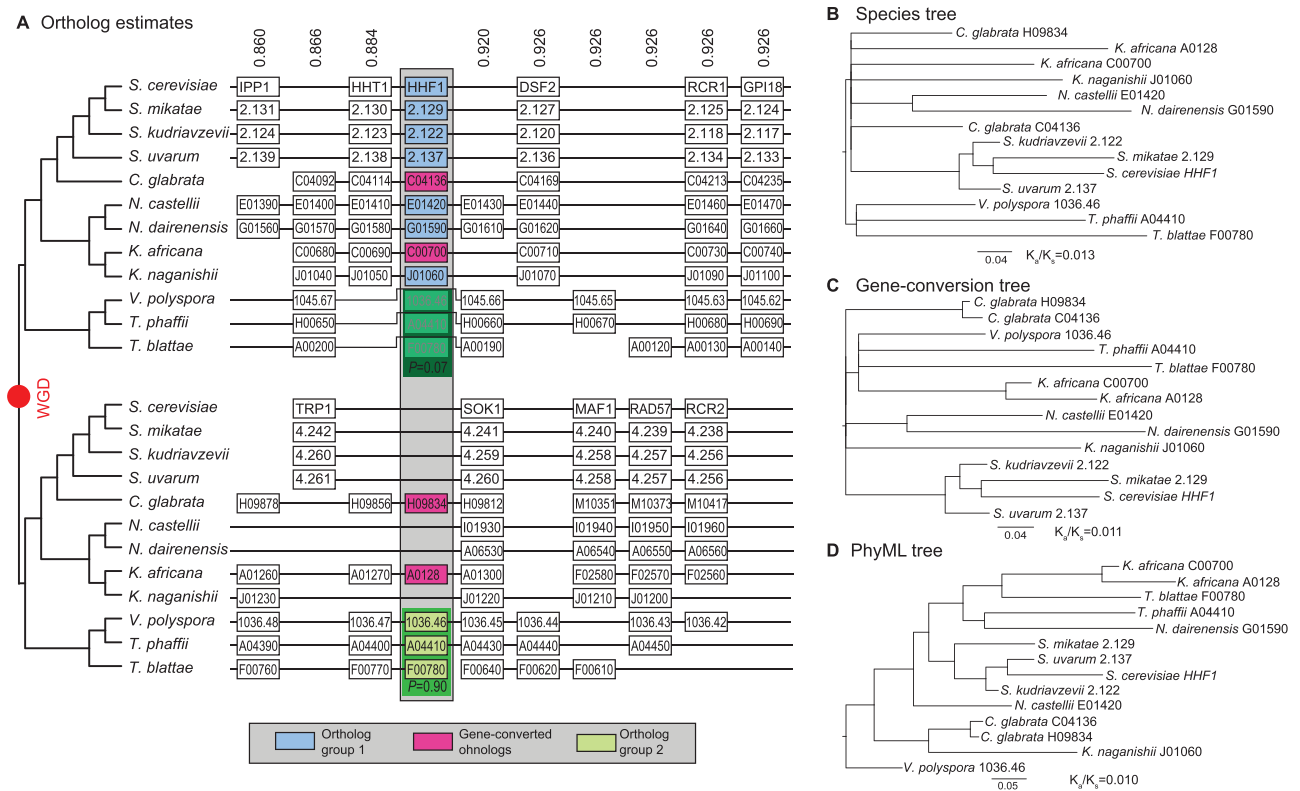 A Ortholog estimates
0.860 0.866 0.884 0.920 0.926 0.926 0.926 0.926 0.926
S. cerevisiae IPP1 HHT1 HHF1 DSF2 RCR1 GPI18
S. mikatae 2.131 2.130 2.129 2.127 2.125 2.124
S. kudriavzevii 2.124 2.123 2.122 2.120 2.118 2.117
S. uvarum 2.139 2.138 2.137 2.136 2.134 2.133
C. glabrata C04092 C04114 C04136 C04169 C04213 C04235
N. castellii E01390 E01400 E01410 E01420 E01430 E01440 E01460 E01470
N. dairenensis G01560 G01570 G01580 G01590 G01610 G01620 G01640 G01660
K. africana C00680 C00690 C00700 C00710 C00730 C00740
K. naganishii J01040 J01050 J01060 J01070 J01090 J01100
V. polyspora 1045.67 1045.66 1045.65 1045.63 1045.62
T. phaffii H00650 H00660 H00670 H00680 H00690
T. blattae A00200 A00190 A00120 A00130 A00140
P=0.07
WGD
S. cerevisiae TRP1 SOK1 MAF1 RAD57 RCR2
S. mikatae 4.242 4.241 4.240 4.239 4.238
S. kudriavzevii 4.260 4.259 4.258 4.257 4.256
S. uvarum 4.261 4.260 4.258 4.257 4.256
C. glabrata H09878 H09856 H09834 H09812 M10351 M10373 M10417
N. castellii I01930 I01940 I01950 I01960
N. dairenensis A06530 A06540 A06550 A06560
K. africana A01260 A01270 A0128 A01300 F02580 F02570 F02560
K. naganishii J01230 J01220 J01210 J01200
V. polyspora 1036.48 1036.47 1036.46 1036.45 1036.44 1036.43 1036.42
T. phaffii A04390 A04400 A04410 A04430 A04440 A04450
T. blattae F00760 F00770 F00780 F00640 F00620 F00610
P=0.90
Ortholog
group 1
Gene-converted
ohnologs
Ortholog
group 2
B Species tree
C. glabrata H09834
K. africana A0128
K. africana C00700
K. naganishii J01060
N. castellii E01420
N. dairenensis G01590
C. glabrata C04136
S. kudriavzevii 2.122
S. mikatae 2.129
S. cerevisiae HHF1
S. uvarum 2.137
V. polyspora 1036.46
T. phaffii A04410
T. blattae F00780
0.04 Ka/Ks=0.013
C Gene-conversion tree
C. glabrata H09834
C. glabrata C04136
V. polyspora 1036.46
T. phaffii A04410
T. blattae F00780
K. africana C00700
K. africana A0128
N. castellii E01420
N. dairenensis G01590
K. naganishii J01060
S. kudriavzevii 2.122
S. mikatae 2.129
S. cerevisiae HHF1
S. uvarum 2.137
0.04 Ka/Ks=0.011
D PhyML tree
K. africana C00700
K. africana A0128
T. blattae F00780
T. phaffii A04410
N. dairenensis G01590
S. mikatae 2.129
S. uvarum 2.137
S. cerevisiae HHF1
S. kudriavzevii 2.122
N. castellii E01420
C. glabrata C04136
C. glabrata H09834
K. naganishii J01060
V. polyspora 1036.46
0.05 Ka/Ks=0.010